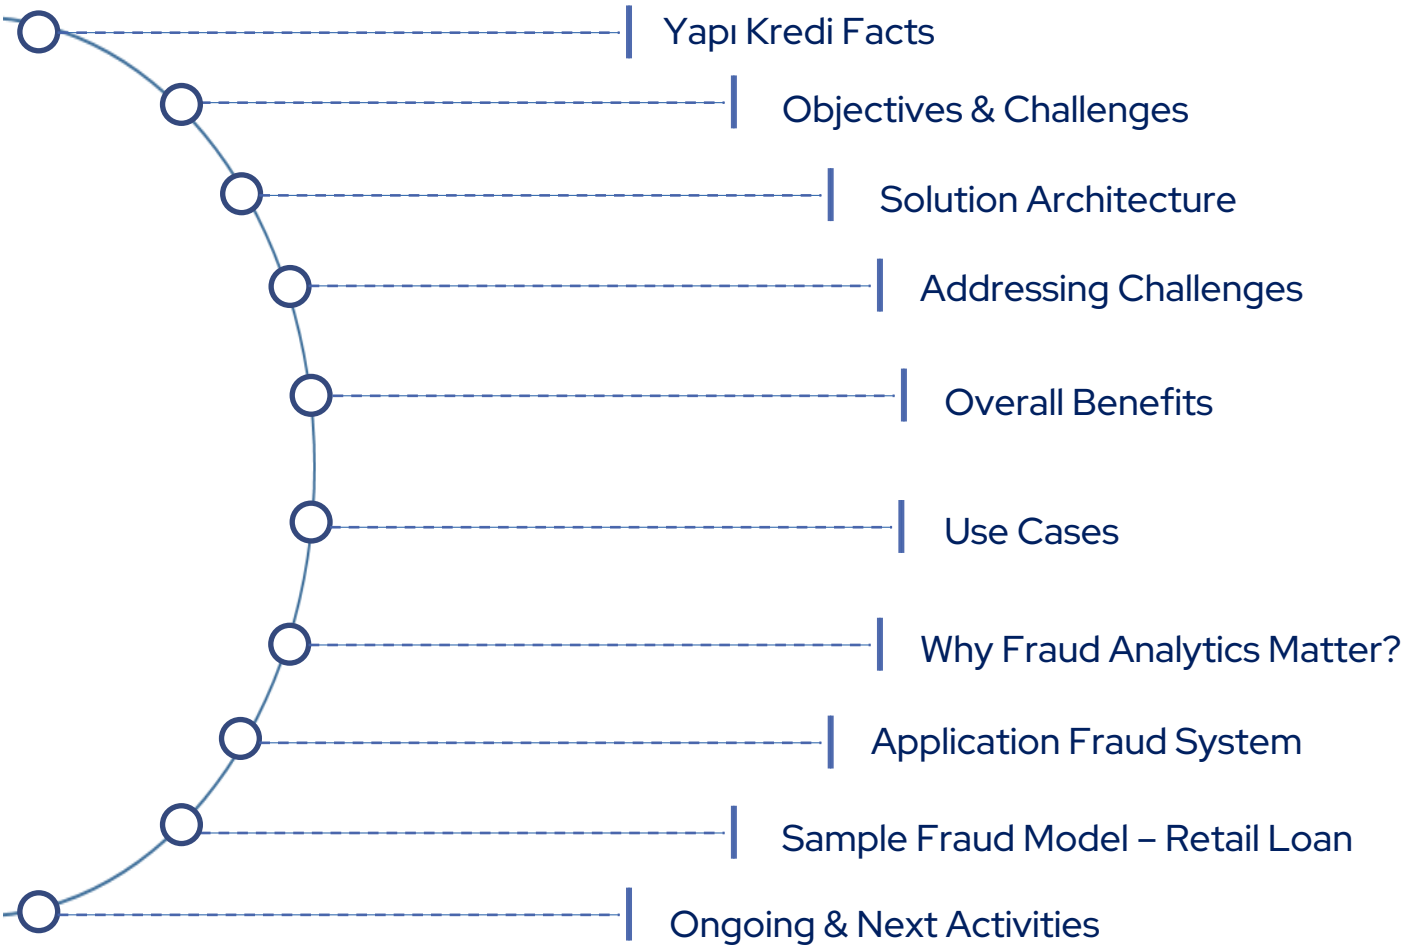 Yapı Kredi Facts
Objectives & Challenges
Solution Architecture
Addressing Challenges
Overall Benefits
Use Cases
Why Fraud Analytics Matter?
Application Fraud System
Sample Fraud Model – Retail Loan
Ongoing & Next Activities